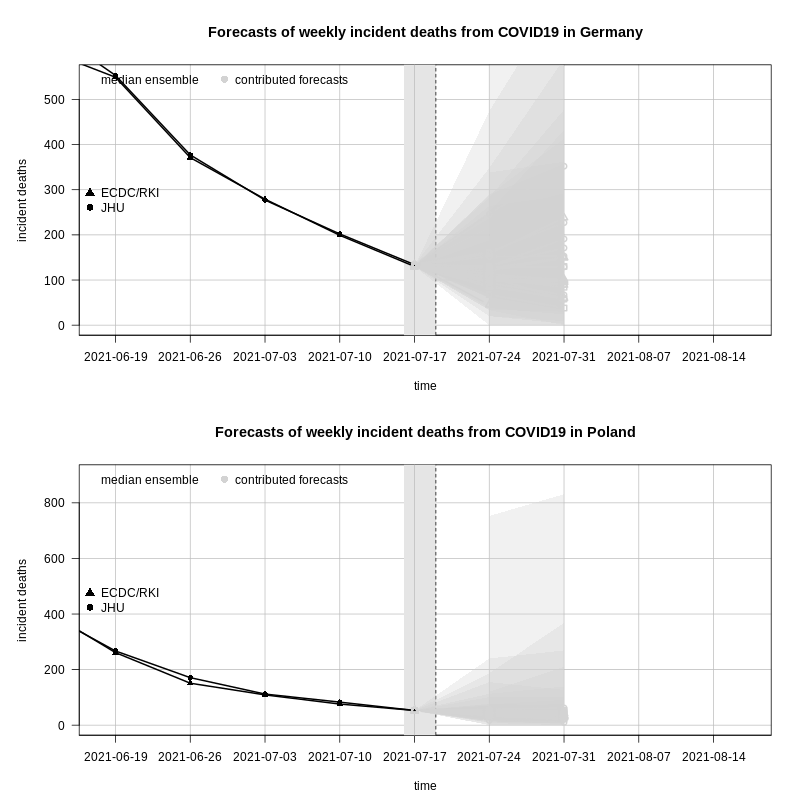 Forecasts of weekly incident deaths from COVID19 in Germany
median ensemble contributed forecasts
500
400
300
200
100
0
incident deaths
ECDC/RKI
JHU
2021-06-19 2021-06-26 2021-07-03 2021-07-10 2021-07-17 2021-07-24 2021-07-31 2021-08-07 2021-08-14
time
Forecasts of weekly incident deaths from COVID19 in Poland
median ensemble contributed forecasts
800
600
400
200
0
incident deaths
ECDC/RKI
JHU
2021-06-19 2021-06-26 2021-07-03 2021-07-10 2021-07-17 2021-07-24 2021-07-31 2021-08-07 2021-08-14
time